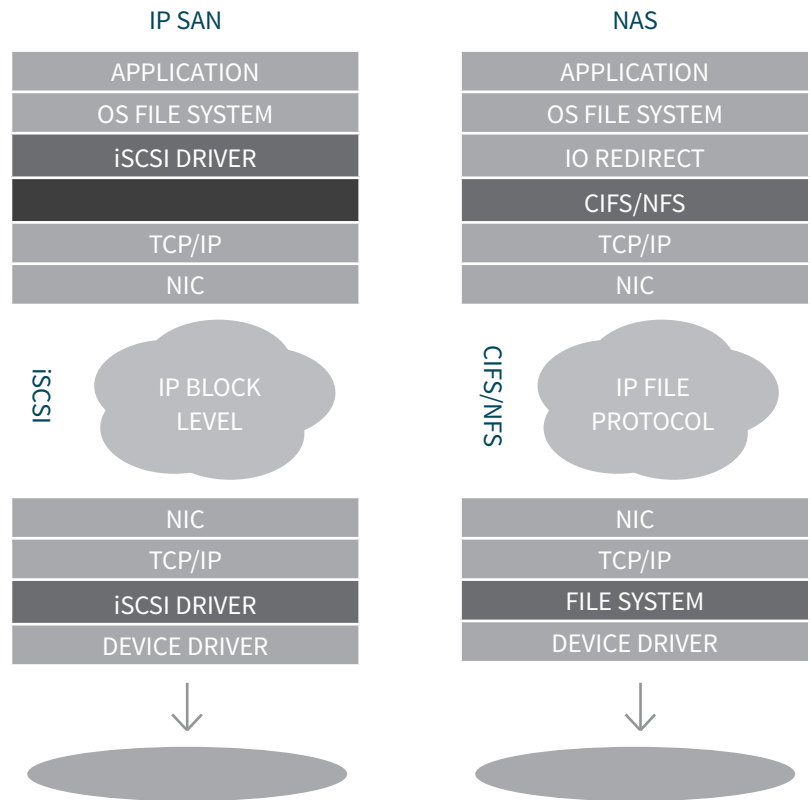 IP SAN
APPLICATION
OS FILE SYSTEM
iSCSI DRIVER
TCP/IP
NIC
iSCSI
IP BLOCK
LEVEL
NIC
TCP/IP
iSCSI DRIVER
DEVICE DRIVER
NAS
APPLICATION
OS FILE SYSTEM
IO REDIRECT
CIFS/NFS
TCP/IP
NIC
CIFS/NFS
IP FILE
PROTOCOL
NIC
TCP/IP
FILE SYSTEM
DEVICE DRIVER